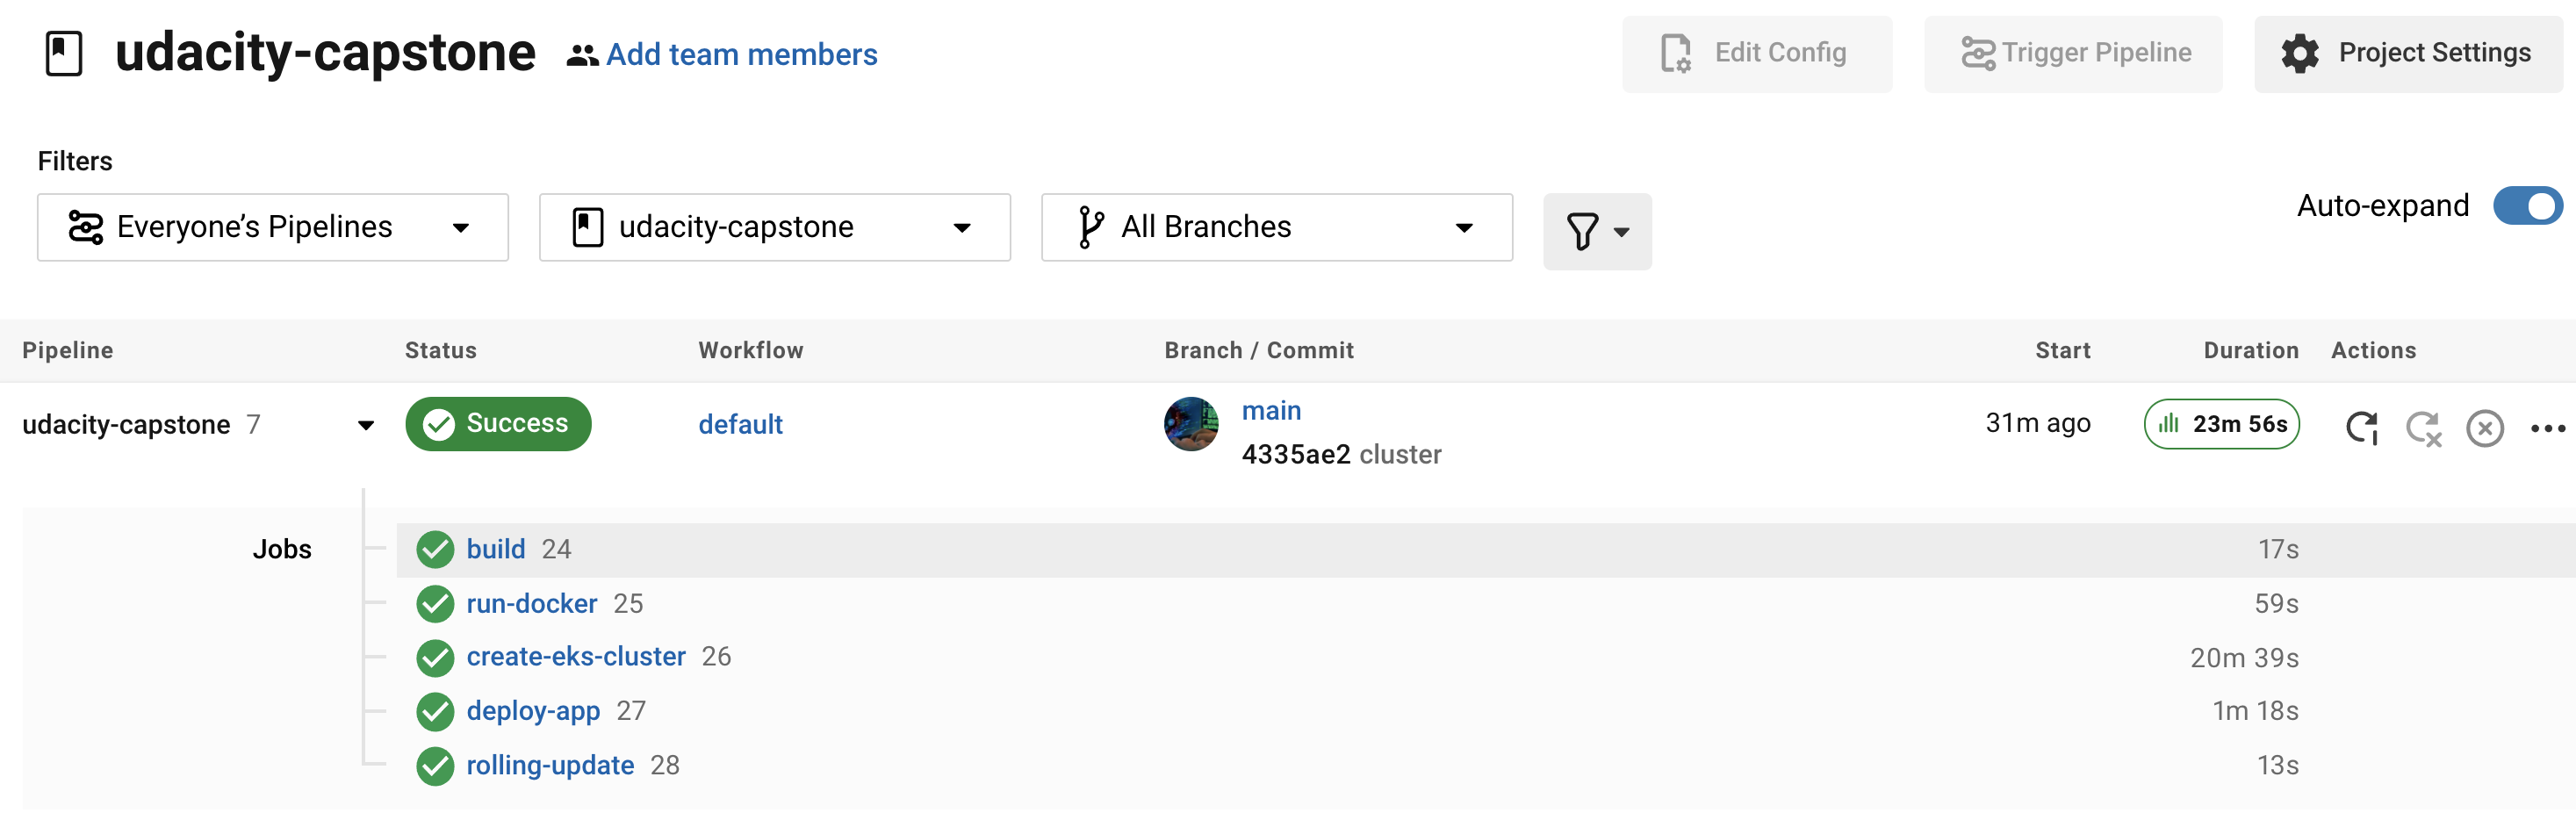 udacity-capstone Add team members Edit Config Trigger Pipeline Project Settings
Filters
Everyone’s Pipelines udacity-capstone All Branches Auto-expand
Pipeline Status Workflow Branch / Commit Start Duration Actions
udacity-capstone 7 Success default main 31m ago 23m 56s
4335ae2 cluster
Jobs build 24 17s
run-docker 25 59s
create-eks-cluster 26 20m 39s
deploy-app 27 1m 18s
rolling-update 28 13s